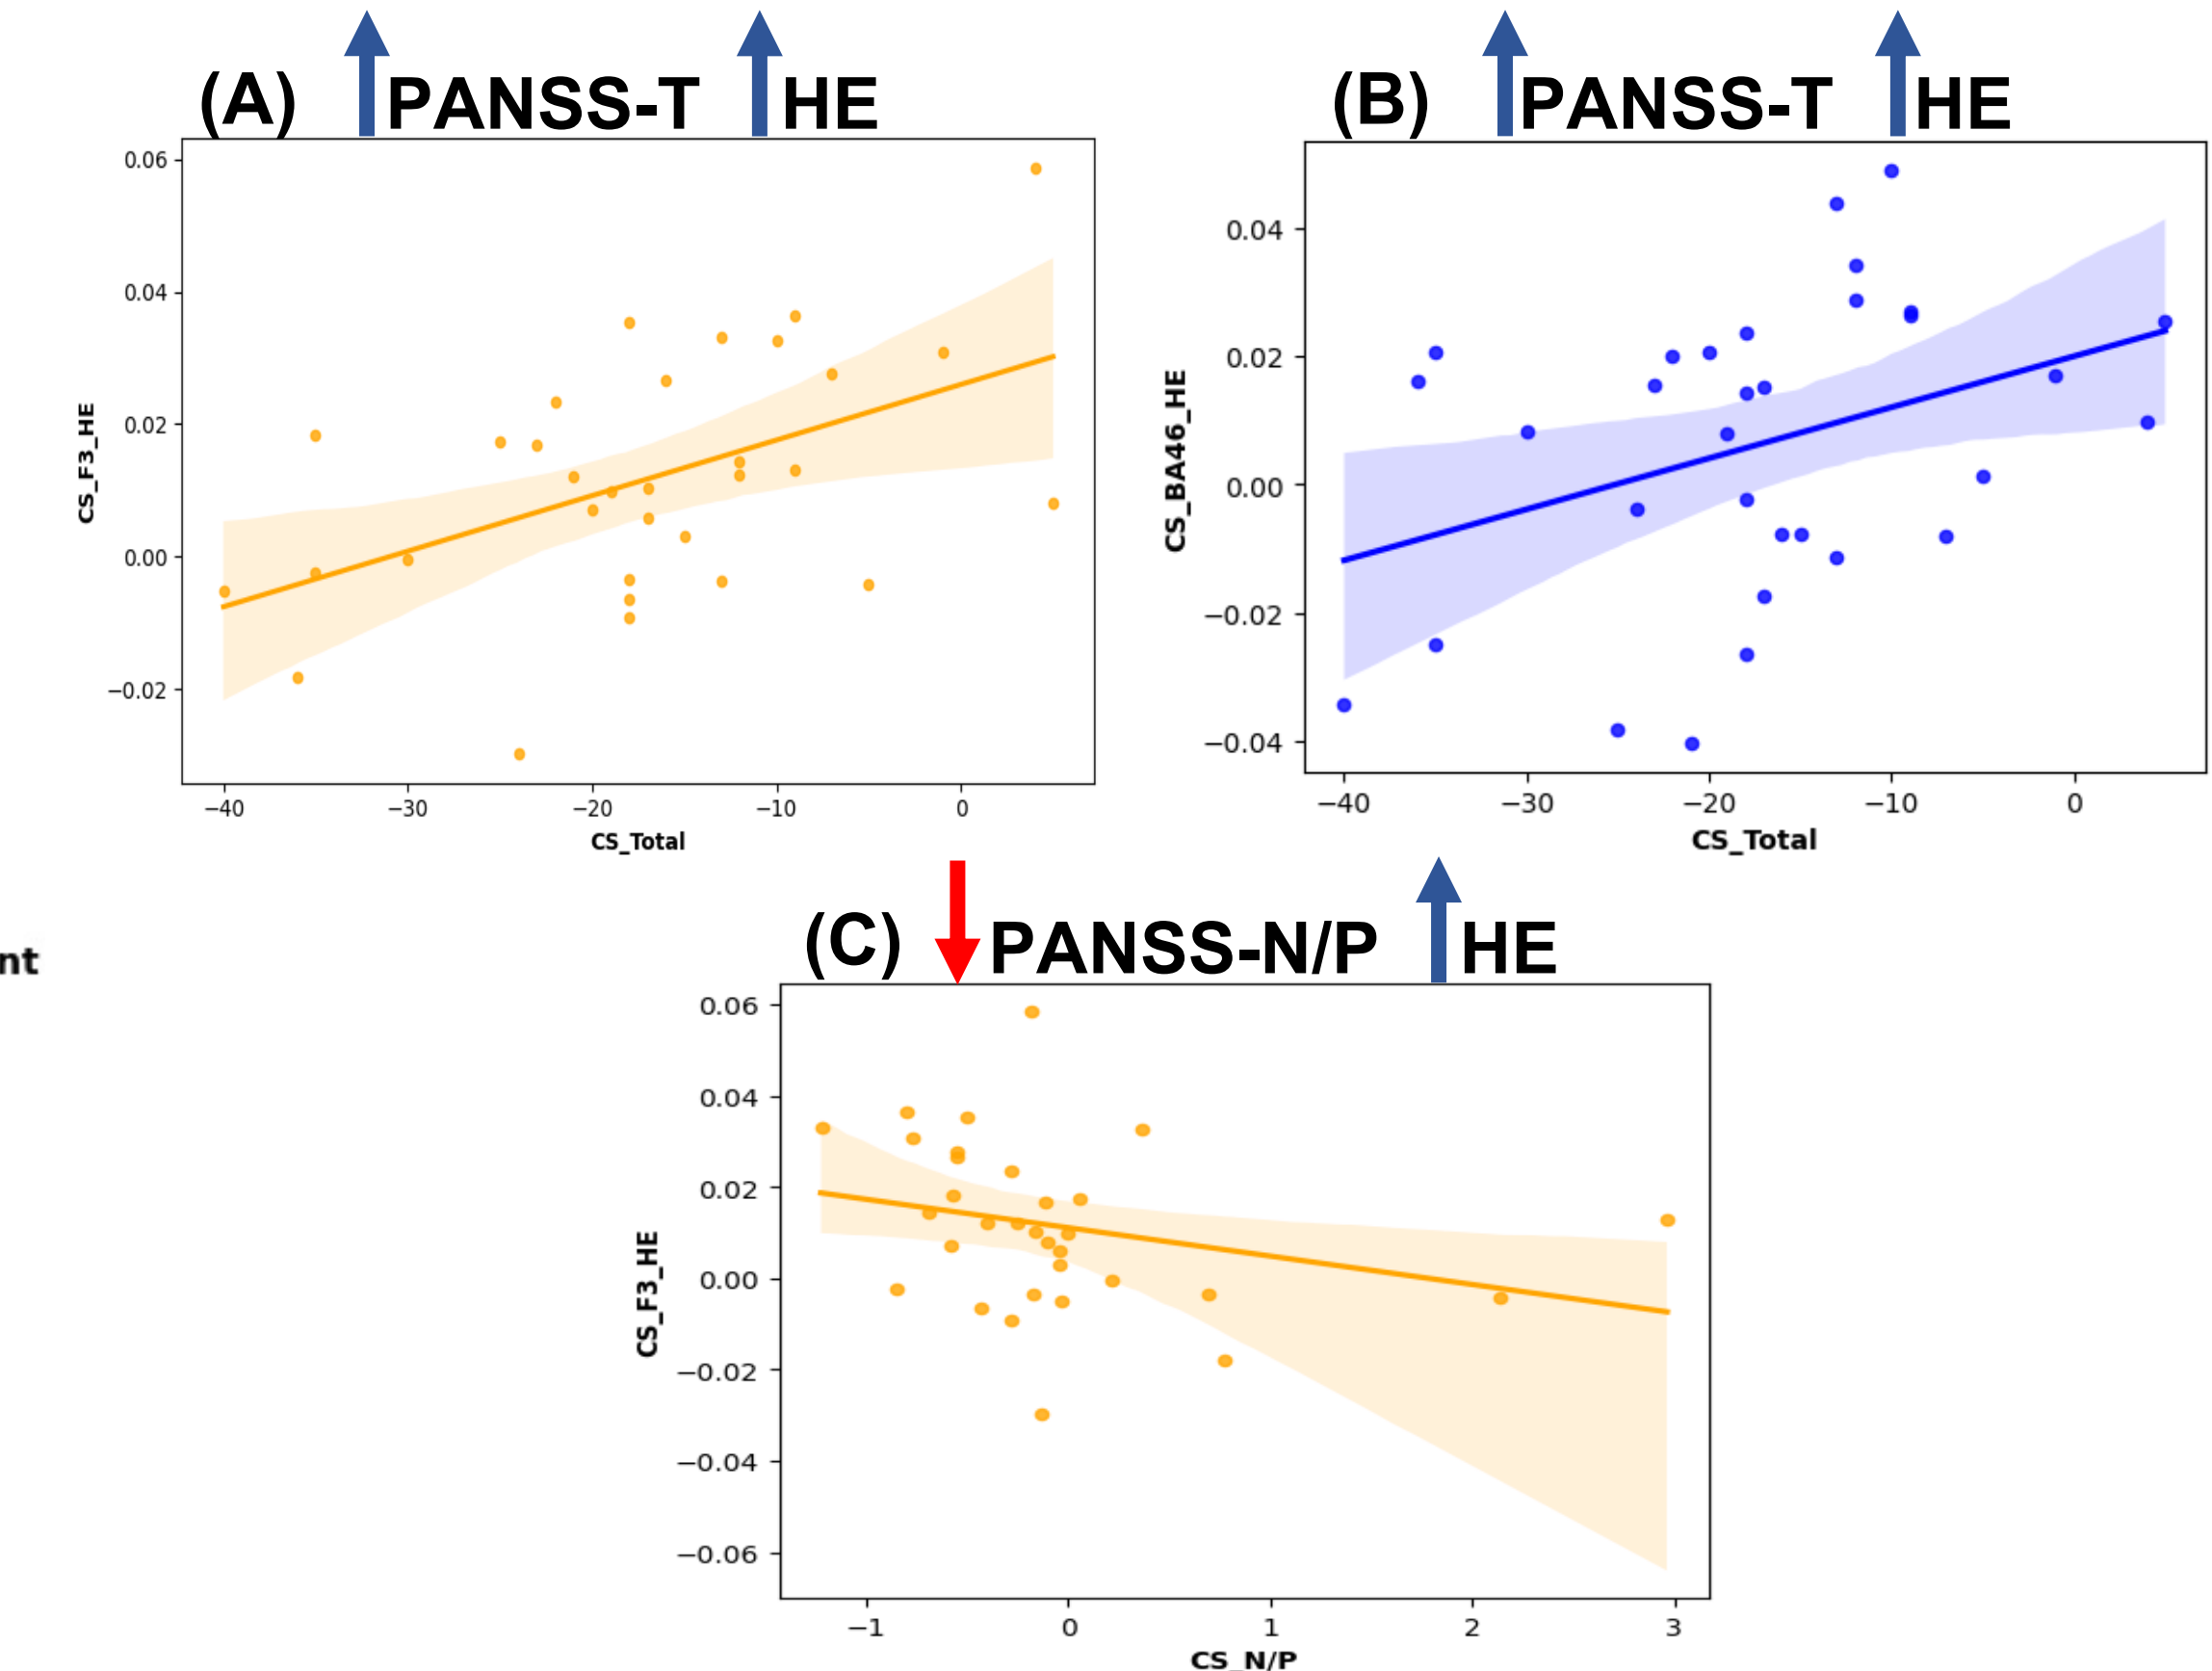 (A) PANSS-T HE
(B) PANSS-T HE
0.06
0.04
0.02
0.00
−0.02
CS_F3_HE
−40 −30 −20 −10 0
CS_Total
0.04
0.02
0.00
−0.02
−0.04
CS_BA46_HE
−40 −30 −20 −10 0
CS_Total
nt
(C) PANSS-N/P HE
0.06
0.04
0.02
0.00
−0.02
−0.04
−0.06
CS_F3_HE
−1 0 1 2 3
CS_N/P